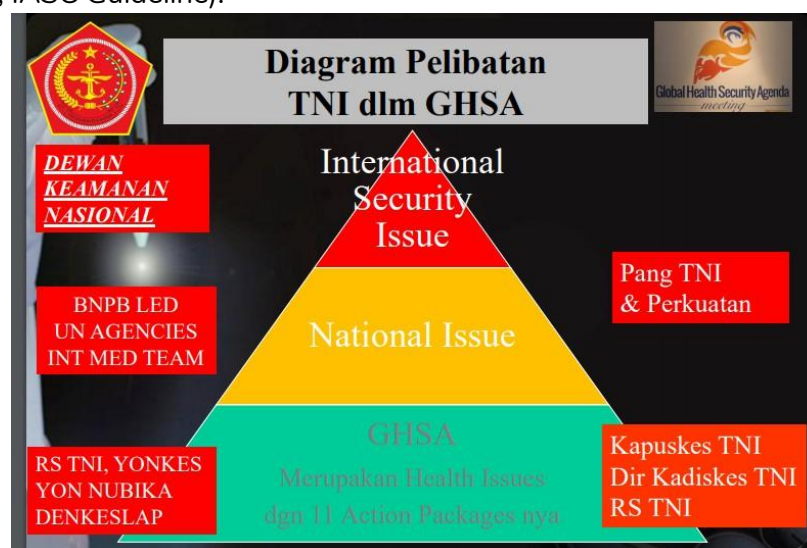 , IASC Guideline).
Diagram Pelibatan
TNI dlm GHSA
Global Health Security Agenda
meeting
DEWAN
KEAMANAN
NASIONAL
International
Security
Issue
BNPB LED
UN AGENCIES
INT MED TEAM
National Issue
Pang TNI
& Perkuatan
RS TNI, YONKES
YON NUBIKA
DENKESLAP
GHSA
Merupakan Health Issues
dgn 11 Action Packages nya
Kapuskes TNI
Dir Kadiskes TNI
RS TNI